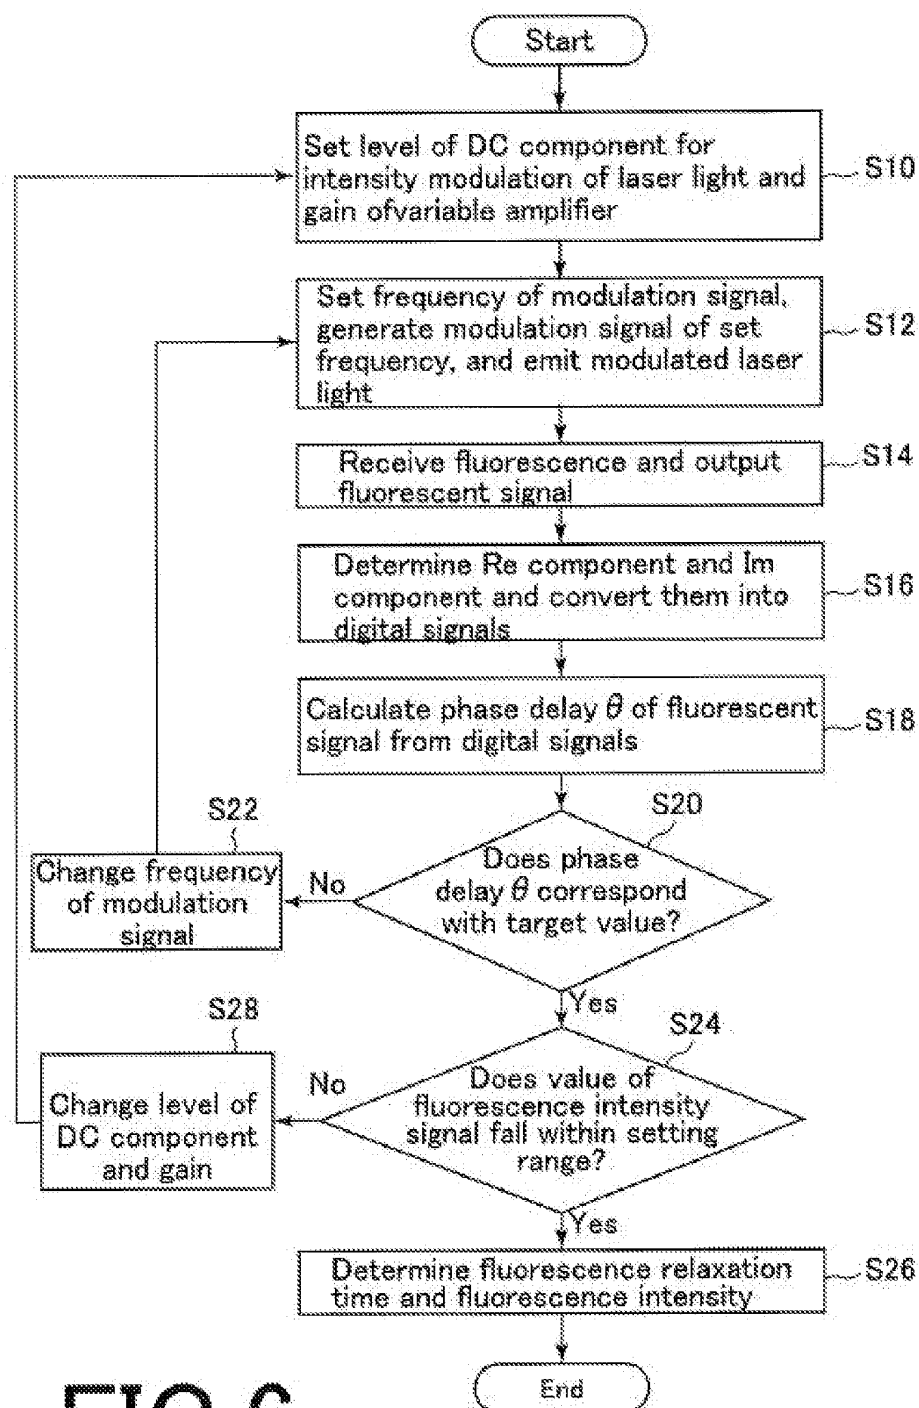 Start
Set level of DC component for
intensity modulation of laser light and
gain ofvariable amplifier
S10
Set frequency of modulation signal,
generate modulation signal of set
frequency, and emit modulated laser
light
S12
Receive fluorescence and output
fluorescent signal
S14
Determine Re component and Im
component and convert them into
digital signals
S16
Calculate phase delay θ of fluorescent
signal from digital signals
S18
S20
Does phase
delay θ correspond
with target value?
No
S22
Change frequency
of modulation
signal
Yes
S24
Does value of
fluorescence intensity
signal fall within setting
range?
No
S28
Change level of
DC component
and gain
Yes
Determine fluorescence relaxation
time and fluorescence intensity
S26
End
FIG.6